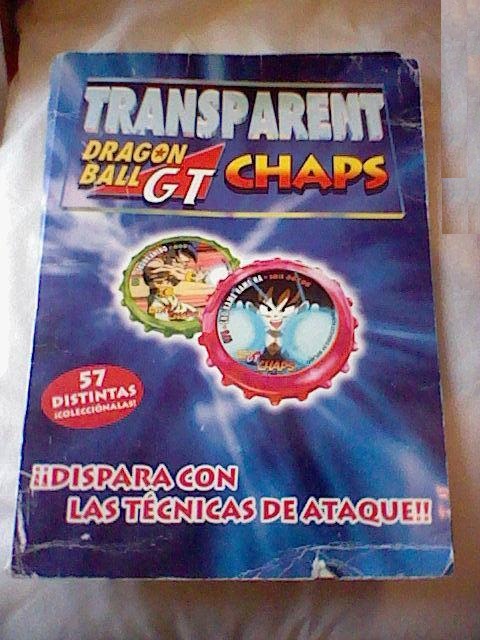 TRANSPARENT
DRAGON
BALL GT CHAPS
CHAPS
57
DISTINTAS
¡COLECCIÓNALAS!
¡¡DISPARA CON
LAS TÉCNICAS DE ATAQUE!!